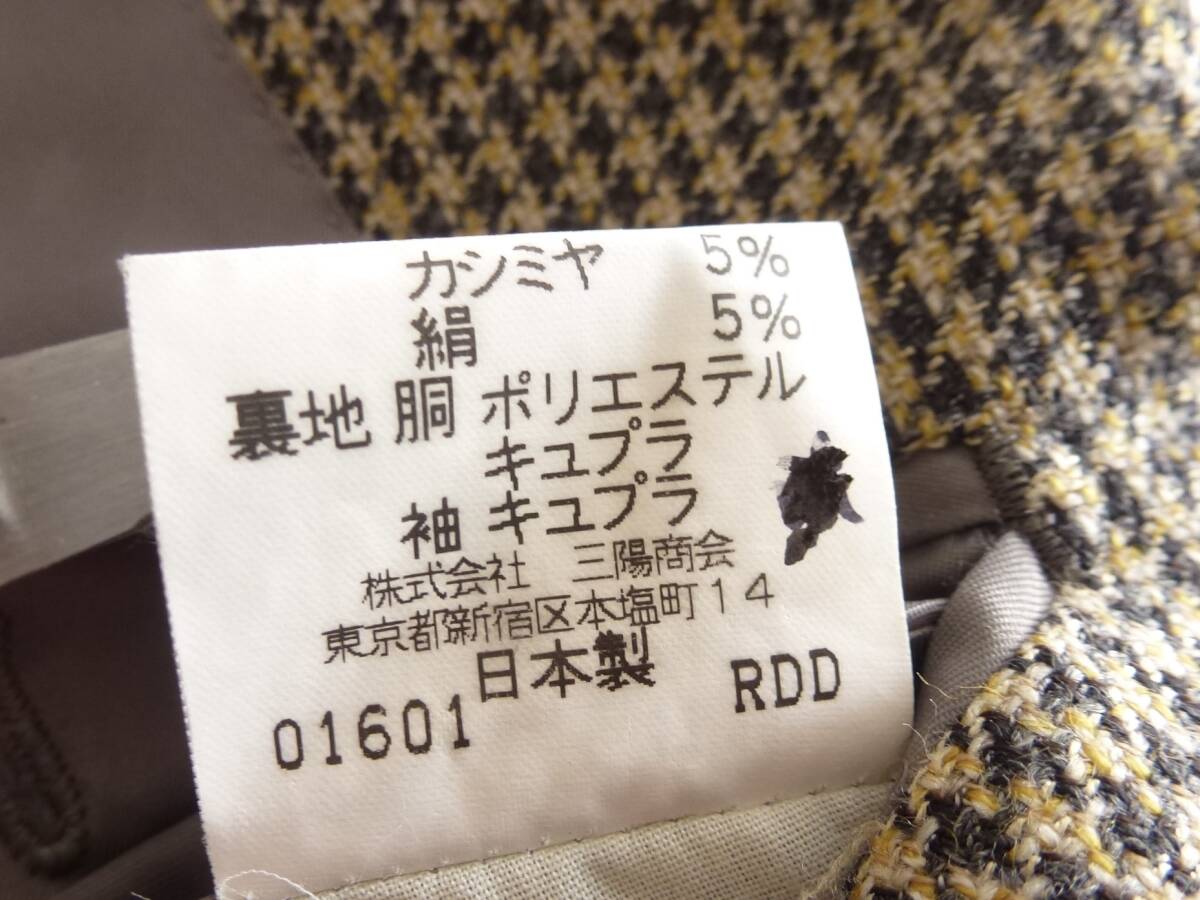 カシミヤ 5%
絹 5%
裏地 胴 ポリエステル
キュプラ
袖 キュプラ
株式会社 三陽商会
東京都新宿区本塩町14
日本製
01601 RDD